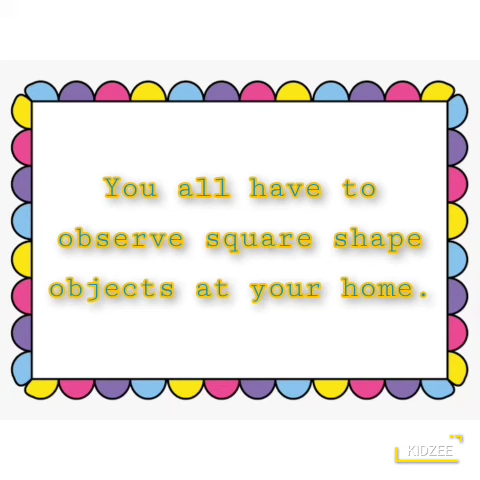 You all have to
observe square shape
objects at your home.
KIDZEE